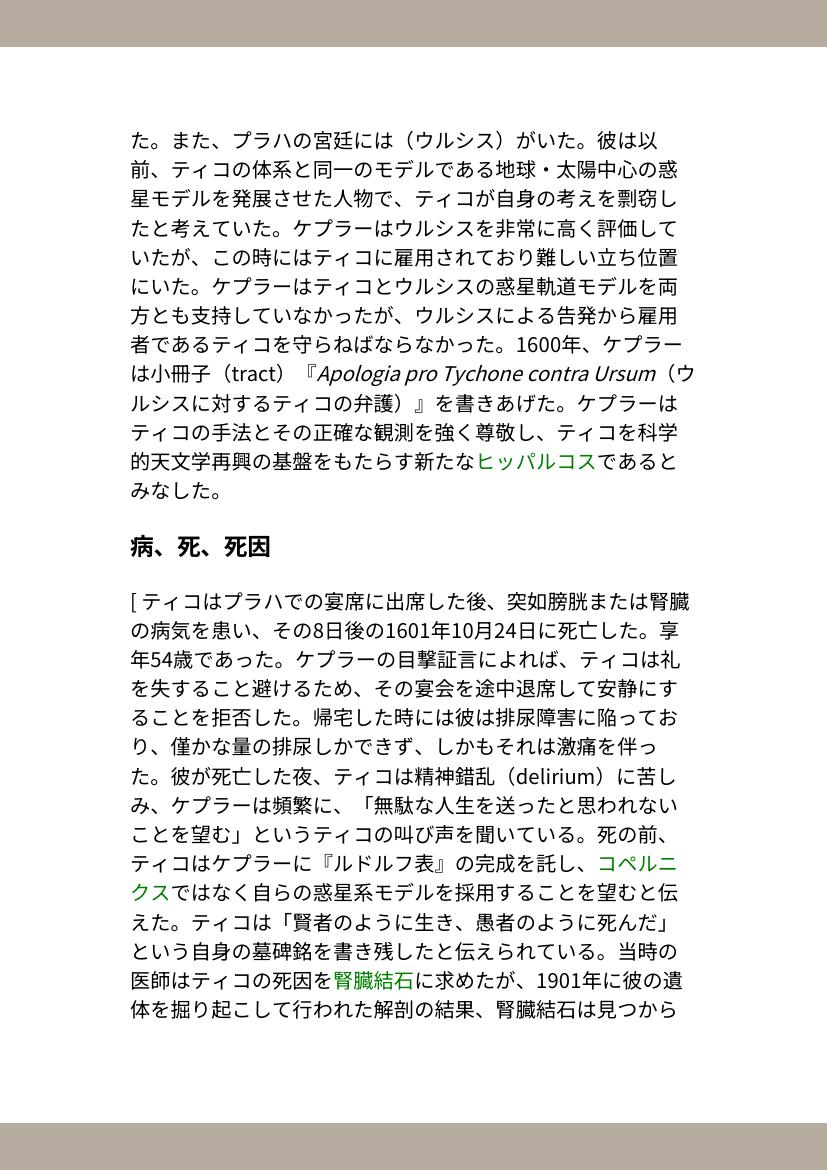 た。また、プラハの宮廷には（ウルシス）がいた。彼は以
前、ティコの体系と同一のモデルである地球・太陽中心の惑
星モデルを発展させた人物で、ティコが自身の考えを剽窃し
たと考えていた。ケプラーはウルシスを非常に高く評価して
いたが、この時にはティコに雇用されており難しい立ち位置
にいた。ケプラーはティコとウルシスの惑星軌道モデルを両
方とも支持していなかったが、ウルシスによる告発から雇用
者であるティコを守らねばならなかった。1600年、ケプラー
は小冊子（tract）『Apologia pro Tychone contra Ursum（ウ
ルシスに対するティコの弁護）』を書きあげた。ケプラーは
ティコの手法とその正確な観測を強く尊敬し、ティコを科学
的天文学再興の基盤をもたらす新たなヒッパルコスであると
みなした。
病、死、死因
[ ティコはプラハでの宴席に出席した後、突如膀胱または腎臓
の病気を患い、その8日後の1601年10月24日に死亡した。享
年54歳であった。ケプラーの目撃証言によれば、ティコは礼
を失すること避けるため、その宴会を途中退席して安静にす
ることを拒否した。帰宅した時には彼は排尿障害に陥ってお
り、僅かな量の排尿しかできず、しかもそれは激痛を伴っ
た。彼が死亡した夜、ティコは精神錯乱（delirium）に苦し
み、ケプラーは頻繁に、「無駄な人生を送ったと思われない
ことを望む」というティコの叫び声を聞いている。死の前、
ティコはケプラーに『ルドルフ表』の完成を託し、コペルニ
クスではなく自らの惑星系モデルを採用することを望むと伝
えた。ティコは「賢者のように生き、愚者のように死んだ」
という自身の墓碑銘を書き残したと伝えられている。当時の
医師はティコの死因を腎臓結石に求めたが、1901年に彼の遺
体を掘り起こして行われた解剖の結果、腎臓結石は見つから